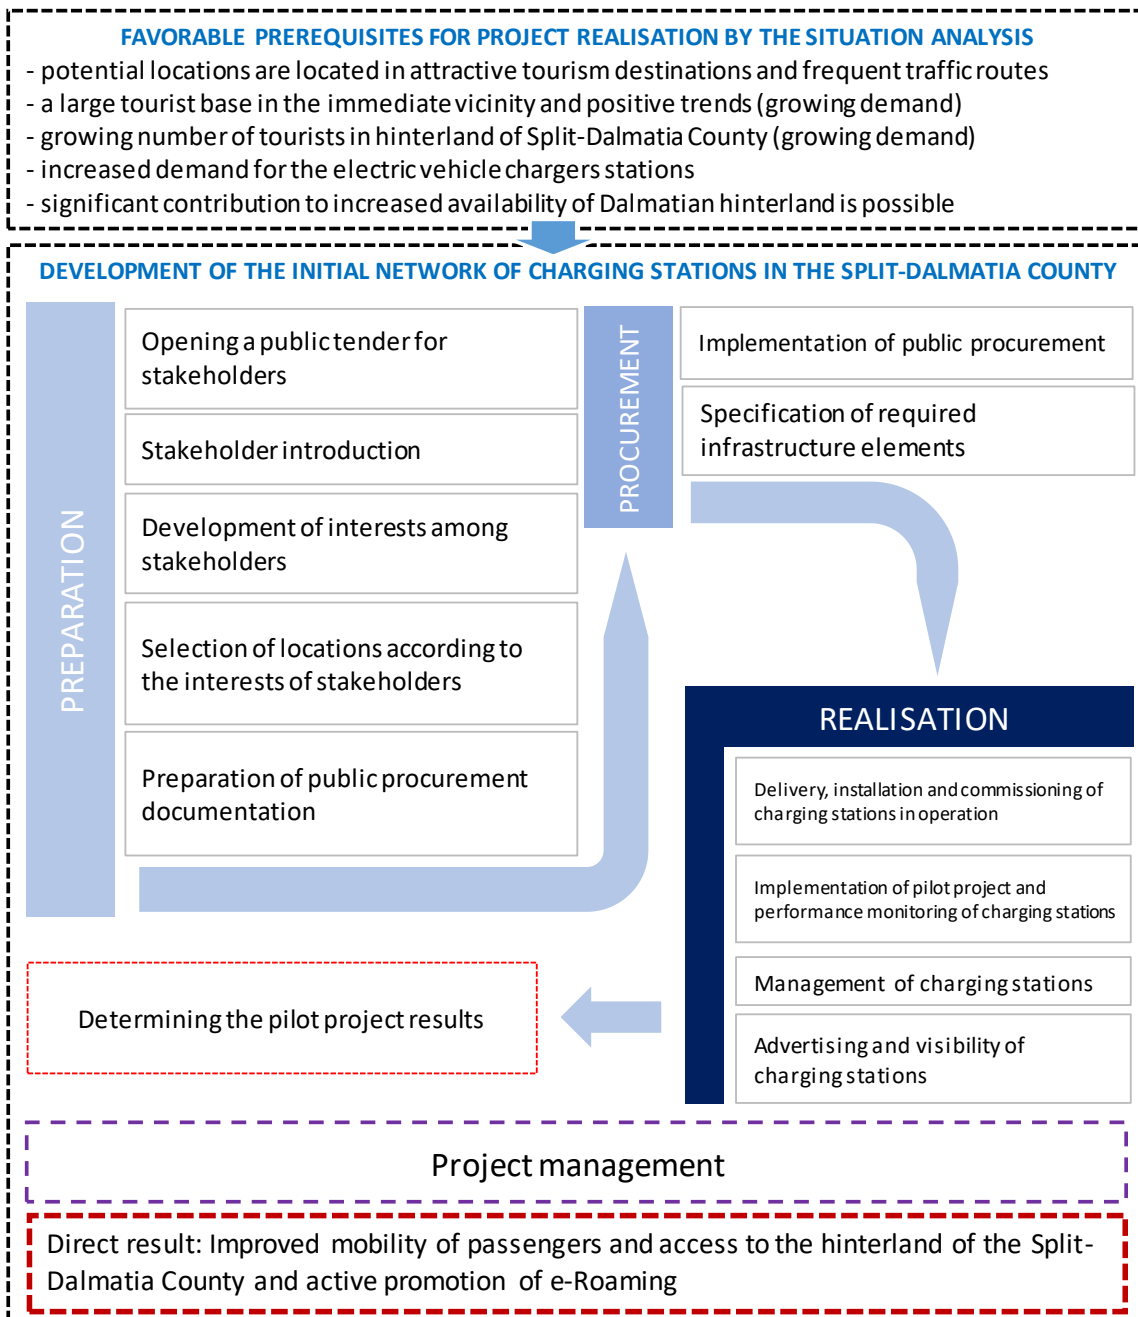 FAVORABLE PREREQUISITES FOR PROJECT REALISATION BY THE SITUATION ANALYSIS
- potential locations are located in attractive tourism destinations and frequent traffic routes
- a large tourist base in the immediate vicinity and positive trends (growing demand)
- growing number of tourists in hinterland of Split-Dalmatia County (growing demand)
- increased demand for the electric vehicle chargers stations
- significant contribution to increased availability of Dalmatian hinterland is possible
DEVELOPMENT OF THE INITIAL NETWORK OF CHARGING STATIONS IN THE SPLIT-DALMATIA COUNTY
PREPARATION
Opening a public tender for
stakeholders
Stakeholder introduction
Development of interests among
stakeholders
Selection of locations according to
the interests of stakeholders
Preparation of public procurement
documentation
PROCUREMENT
Implementation of public procurement
Specification of required
infrastructure elements
REALISATION
Delivery, installation and commissioning of
charging stations in operation
Implementation of pilot project and
performance monitoring of charging stations
Management of charging stations
Advertising and visibility of
charging stations
Determining the pilot project results
Project management
Direct result: Improved mobility of passengers and access to the hinterland of the Split-
Dalmatia County and active promotion of e-Roaming